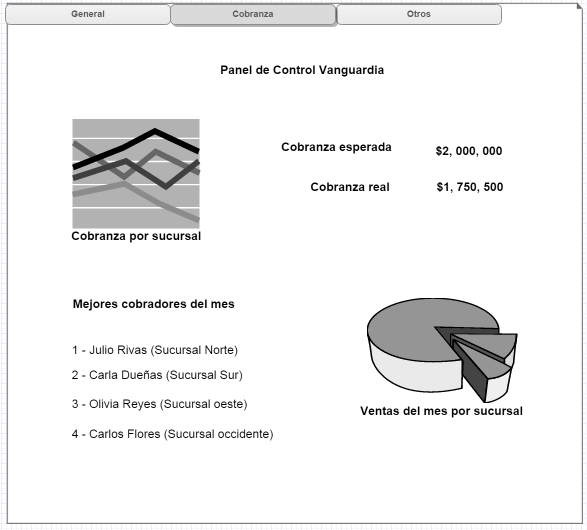 General
Cobranza
Otros
Panel de Control Vanguardia
Cobranza esperada
$2, 000, 000
Cobranza real
$1, 750, 500
Cobranza por sucursal
Mejores cobradores del mes
1 - Julio Rivas (Sucursal Norte)
2 - Carla Dueñas (Sucursal Sur)
3 - Olivia Reyes (Sucursal oeste)
4 - Carlos Flores (Sucursal occidente)
Ventas del mes por sucursal